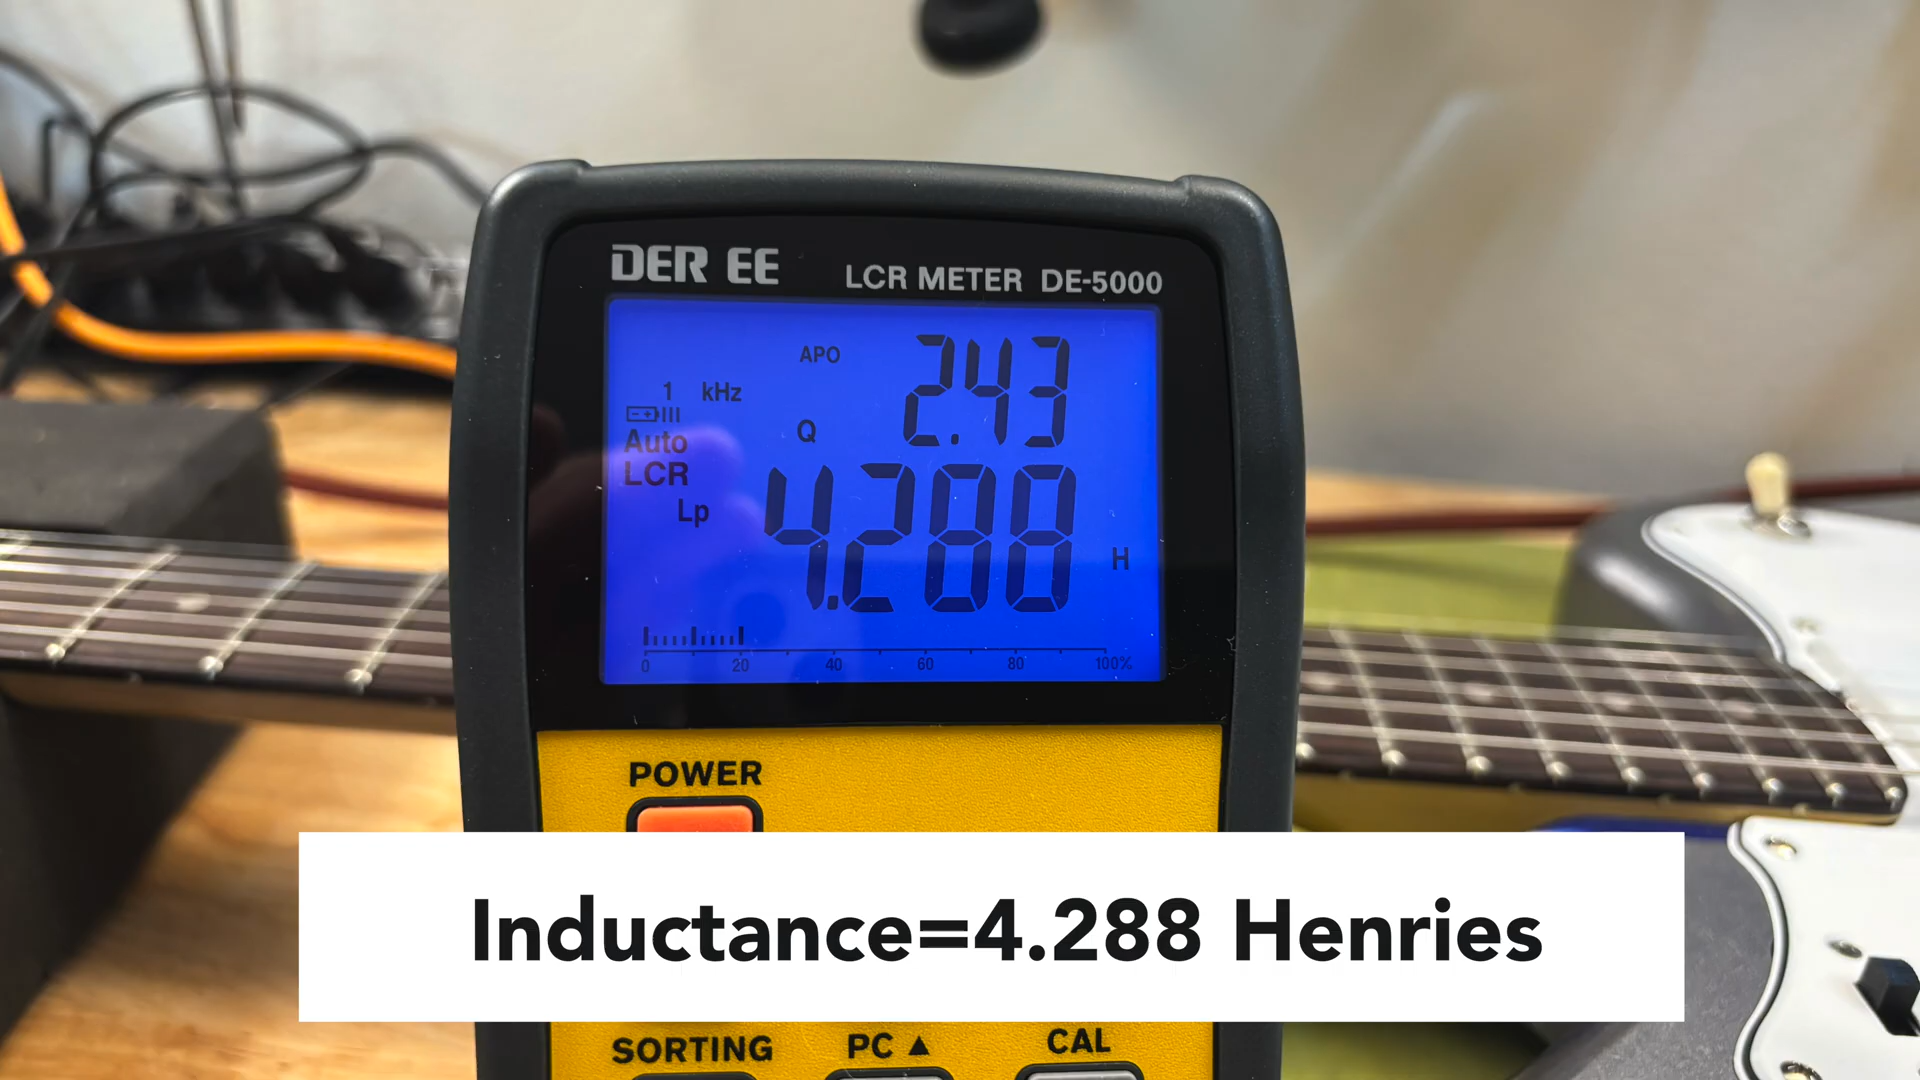 DER EE
LCR METER DE-5000
APO
2.43
1 kHz
Q
Auto
LCR
Lp
4.288
H
0 20 40 60 80 100%
POWER
Inductance=4.288 Henries
SORTING
PC ▲
CAL